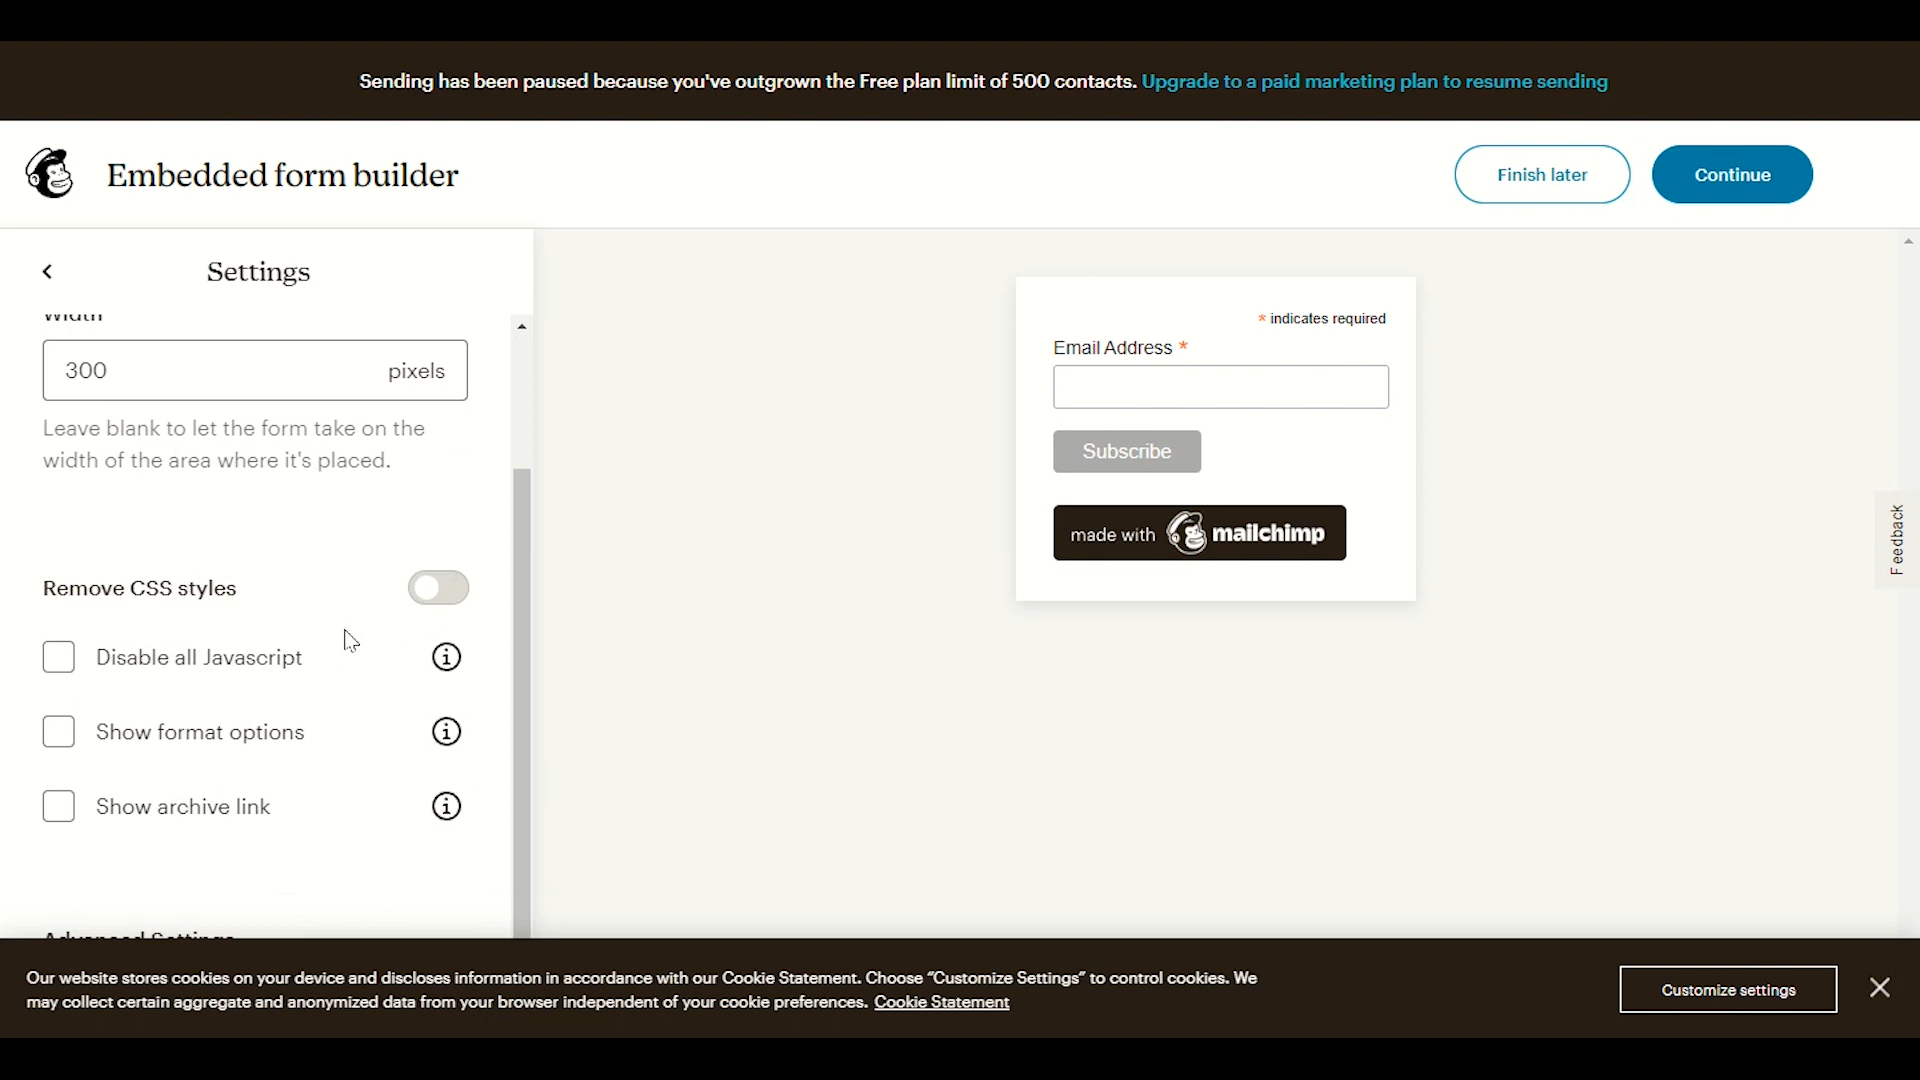 Sending has been paused because you've outgrown the Free plan limit of 500 contacts. Upgrade to a paid marketing plan to resume sending
Embedded form builder
Finish later
Continue
Settings
Width
300 pixels
Leave blank to let the form take on the
width of the area where it's placed.
Remove CSS styles
Disable all Javascript
Show format options
Show archive link
Advanced Settings
* indicates required
Email Address *
Subscribe
made with mailchimp
Feedback
Our website stores cookies on your device and discloses information in accordance with our Cookie Statement. Choose “Customize Settings” to control cookies. We
may collect certain aggregate and anonymized data from your browser independent of your cookie preferences. Cookie Statement
Customize settings